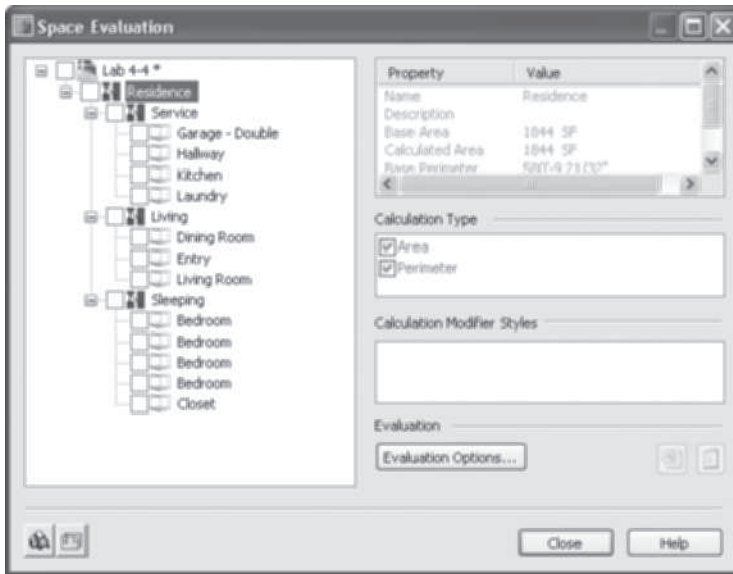 Space Evaluation
Lab 4-4 *
Residence
Service
Garage - Double
Hallway
Kitchen
Laundry
Living
Dining Room
Entry
Living Room
Sleeping
Bedroom
Bedroom
Bedroom
Bedroom
Closet
Property Value
Name Residence
Description
Base Area 1844 SF
Calculated Area 1844 SF
Base Perimeter
Calculation Type
Area
Perimeter
Calculation Modifier Styles
Evaluation
Evaluation Options...
Close Help